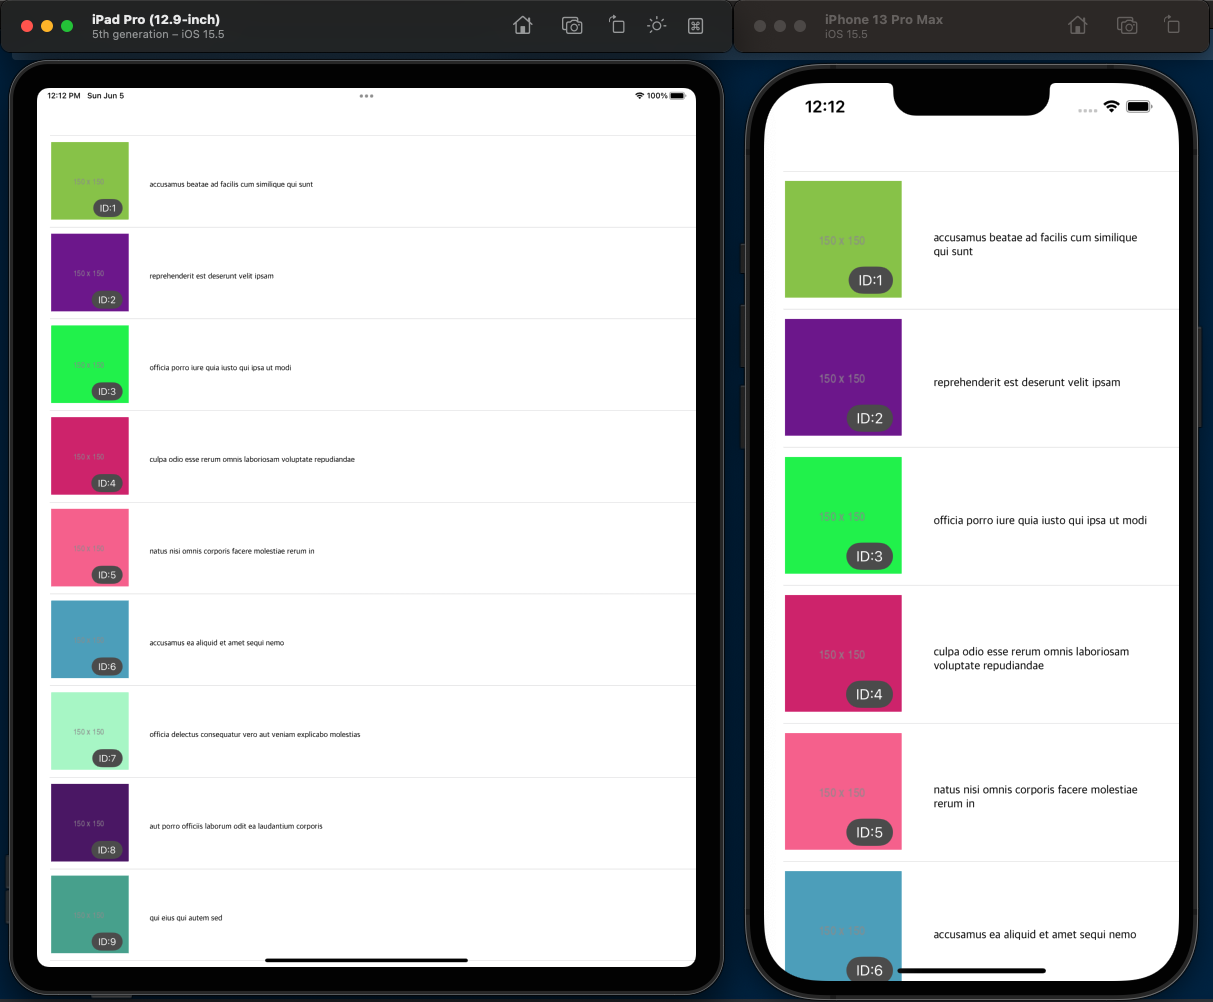 iPad Pro (12.9-inch)
5th generation – iOS 15.5
12:12 PM Sun Jun 5
100%
150 x 150
ID:1
accusamus beatae ad facilis cum similique qui sunt
150 x 150
ID:2
reprehenderit est deserunt velit ipsam
150 x 150
ID:3
officia porro iure quia iusto qui ipsa ut modi
150 x 150
ID:4
culpa odio esse rerum omnis laboriosam voluptate repudiandae
150 x 150
ID:5
natus nisi omnis corporis facere molestiae rerum in
ID:6
accusamus ea aliquid et amet sequi nemo
150 x 150
ID:7
officia delectus consequatur vero aut veniam explicabo molestias
150 x 150
ID:8
aut porro officiis laborum odit ea laudantium corporis
150 x 150
ID:9
qui eius qui autem sed
iPhone 13 Pro Max
iOS 15.5
12:12
150 x 150
ID:1
accusamus beatae ad facilis cum similique
qui sunt
150 x 150
ID:2
reprehenderit est deserunt velit ipsam
150 x 150
ID:3
officia porro iure quia iusto qui ipsa ut modi
150 x 150
ID:4
culpa odio esse rerum omnis laboriosam
voluptate repudiandae
150 x 150
ID:5
natus nisi omnis corporis facere molestiae
rerum in
ID:6
accusamus ea aliquid et amet sequi nemo